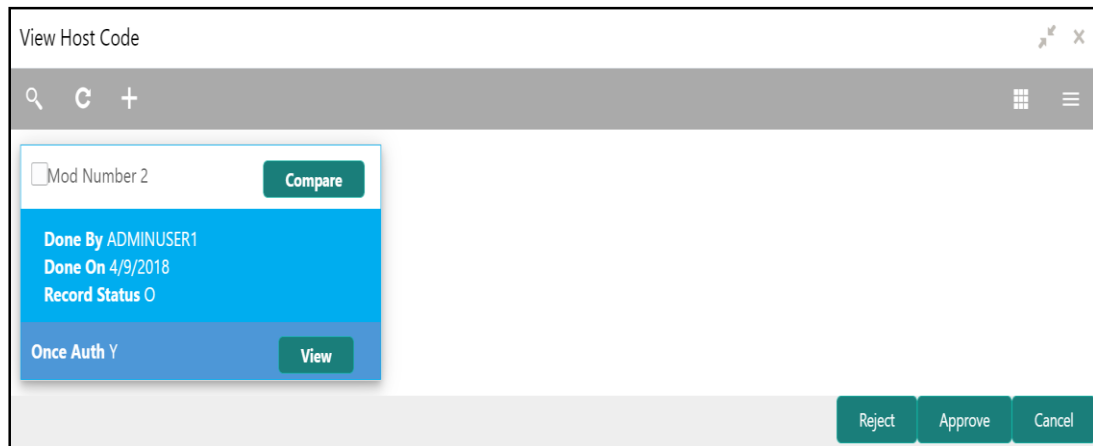 View Host Code
Mod Number 2
Compare
Done By ADMINUSER1
Done On 4/9/2018
Record Status O
Once Auth Y
View
Reject
Approve
Cancel